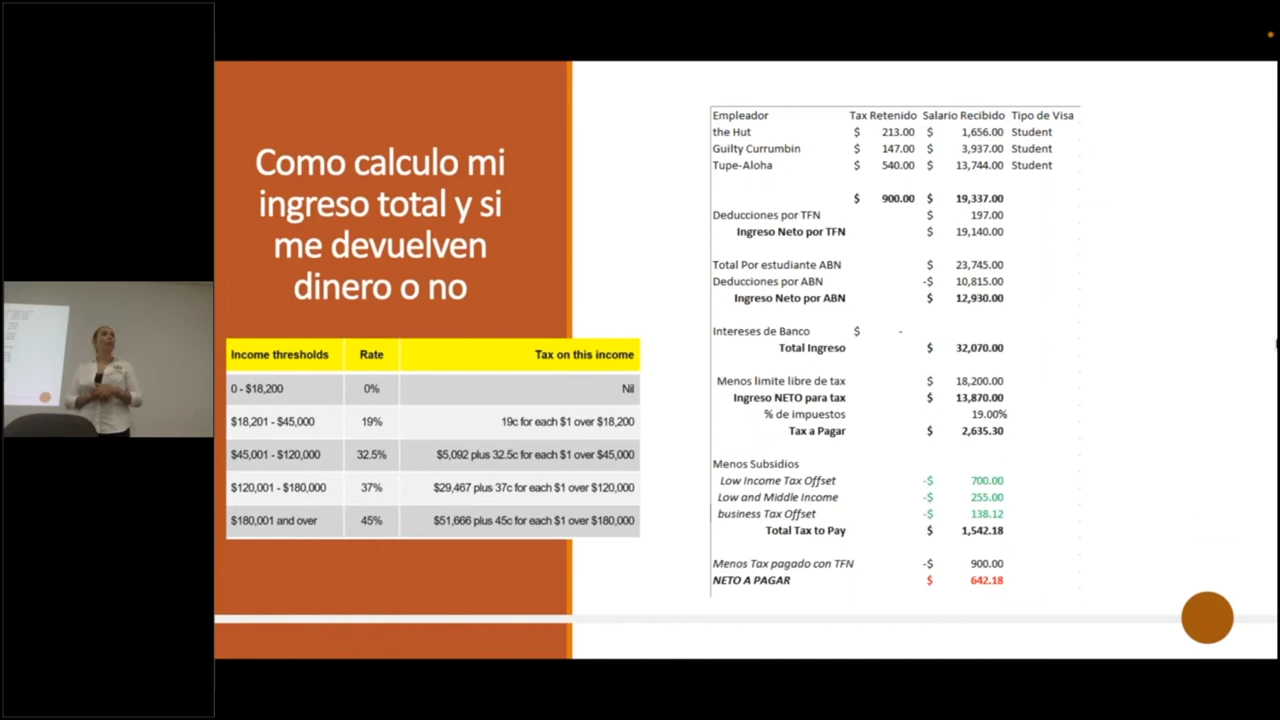 Como calculo mi
ingreso total y si
me devuelven
dinero o no
Income thresholds Rate Tax on this income
0 - $18,200 0% Nil
$18,201 - $45,000 19% 19c for each $1 over $18,200
$45,001 - $120,000 32.5% $5,092 plus 32.5c for each $1 over $45,000
$120,001 - $180,000 37% $29,467 plus 37c for each $1 over $120,000
$180,001 and over 45% $51,666 plus 45c for each $1 over $180,000
Empleador Tax Retenido Salario Recibido Tipo de Visa
the Hut $ 213.00 $ 1,656.00 Student
Guilty Currumbin $ 147.00 $ 3,937.00 Student
Tupe-Aloha $ 540.00 $ 13,744.00 Student
$ 900.00 $ 19,337.00
Deducciones por TFN $ 197.00
Ingreso Neto por TFN $ 19,140.00
Total Por estudiante ABN $ 23,745.00
Deducciones por ABN -$ 10,815.00
Ingreso Neto por ABN $ 12,930.00
Intereses de Banco $ -
Total Ingreso $ 32,070.00
Menos limite libre de tax $ 18,200.00
Ingreso NETO para tax $ 13,870.00
% de impuestos 19.00%
Tax a Pagar $ 2,635.30
Menos Subsidios
Low Income Tax Offset -$ 700.00
Low and Middle Income -$ 255.00
business Tax Offset -$ 138.12
Total Tax to Pay $ 1,542.18
Menos Tax pagado con TFN -$ 900.00
NETO A PAGAR $ 642.18